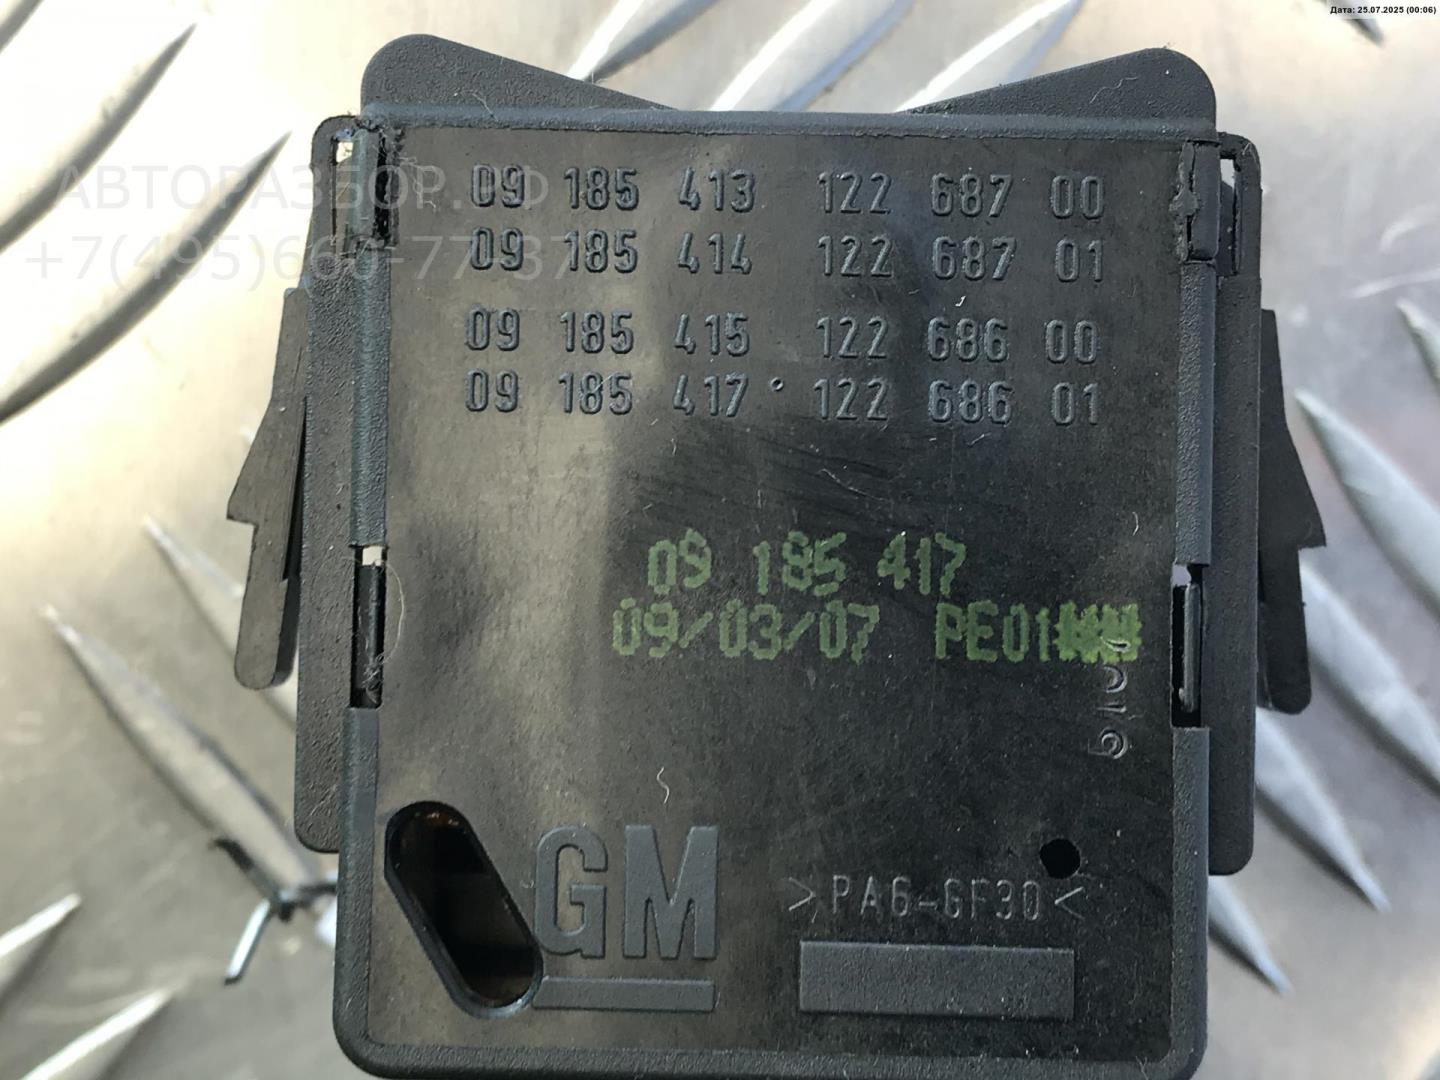 Дата: 25.07.2025 (00:06)
09 185 413 122 687 00
09 185 414 122 687 01
09 185 415 122 686 00
09 185 417 122 686 01
09 185 417
09/03/07 PE01
GM
>PA6-GF30<